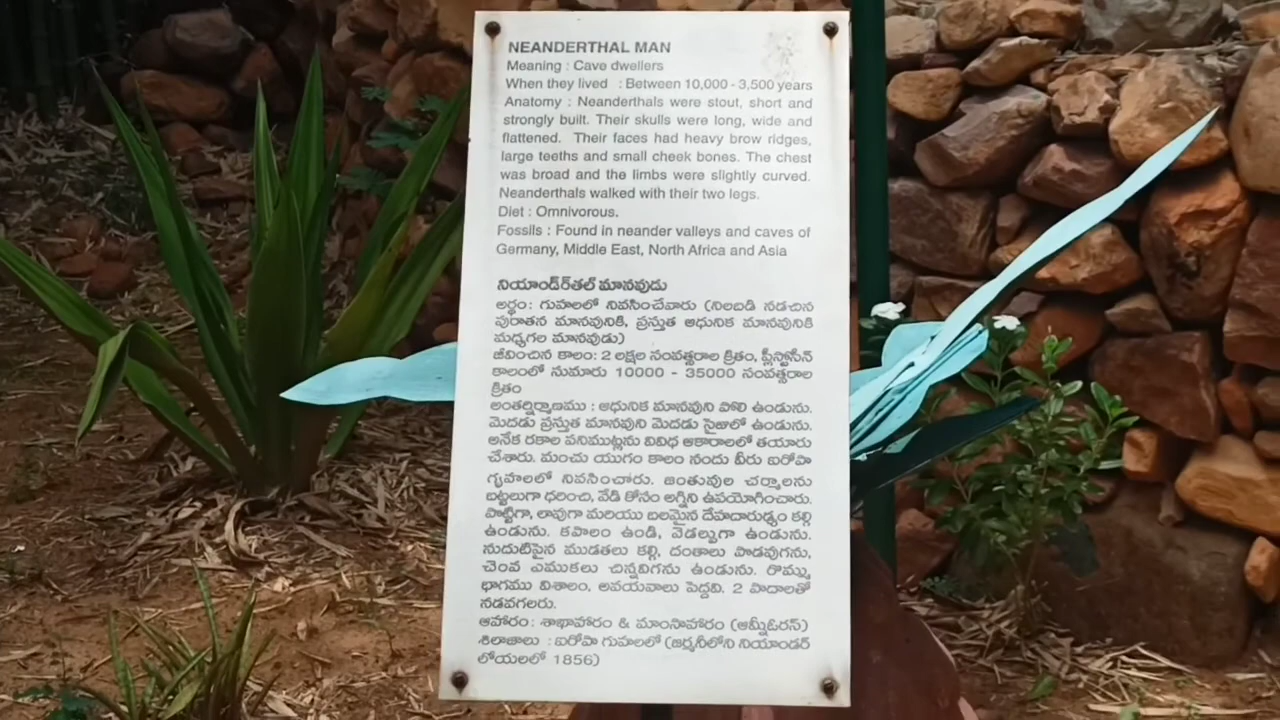 NEANDERTHAL MAN
Meaning : Cave dwellers
When they lived : Between 10,000 - 3,500 years
Anatomy : Neanderthals were stout, short and
strongly built. Their skulls were long, wide and
flattened. Their faces had heavy brow ridges,
large teeths and small cheek bones. The chest
was broad and the limbs were slightly curved.
Neanderthals walked with their two legs.
Diet : Omnivorous.
Fossils : Found in neander valleys and caves of
Germany, Middle East, North Africa and Asia
నియాండర్‌తల్ మానవుడు
అర్థం: గుహలలో నివసించేవారు (నిలబడి నడచిన
పురాతన మానవునికి, ప్రస్తుత ఆధునిక మానవునికి
మధ్యగల మానవుడు)
జీవించిన కాలం: 2 లక్షల సంవత్సరాల క్రితం, ప్లీస్టోసీన్
కాలంలో సుమారు 10000 - 35000 సంవత్సరాల
క్రితం
అంతర్నిర్మాణము : ఆధునిక మానవుని పోలి ఉండును.
మెదడు ప్రస్తుత మానవుని మెదడు సైజులో ఉండును.
అనేక రకాల పనిముట్లను వివిధ ఆకారాలలో తయారు
చేశారు. మంచు యుగం కాలం నందు వీరు ఐరోపా
గృహలలో నివసించారు. జంతువుల చర్మాలను
బట్టలుగా ధలించి, వేడి కోసం అగ్నిని ఉపయోగించారు.
పొట్టిగా, లావుగా మరియు బలమైన దేహదారుఢ్యం కల్గి
ఉండును. కపాలం ఉండి, వెడల్పుగా ఉండును.
నుదుటిపైన ముడతలు కల్గి, దంతాలు పొడవుగను,
చెంప ఎముకలు చిన్నవిగను ఉండును. రొమ్ము
భాగము విశాలం, అవయవాలు పెద్దవి. 2 పాదాలతో
నడవగలరు.
ఆహారం: శాఖాహారం & మాంసాహారం (ఆమ్నీఓరస్)
శిలాజాలు : ఐరోపా గుహలలో (జర్మనీలోని నియాండర్
లోయలలో 1856)